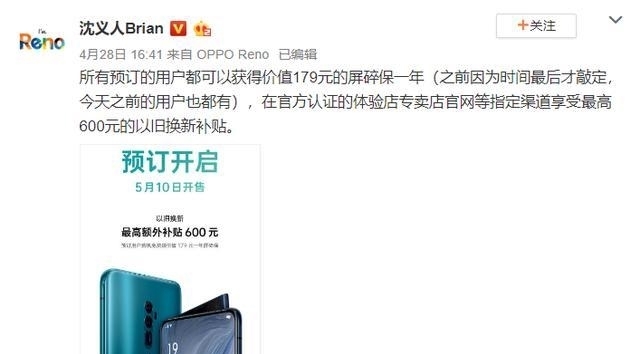 I'm
Reno
沈义人Brian
V
+关注
4月28日 16:41 来自 OPPO Reno 已编辑
所有预订的用户都可以获得价值179元的屏碎保一年（之前因为时间最后才敲定，
今天之前的用户也都有），在官方认证的体验店专卖店官网等指定渠道享受最高
600元的以旧换新补贴。
预订开启
5月10日开售
以旧换新
最高额外补贴 600 元
19